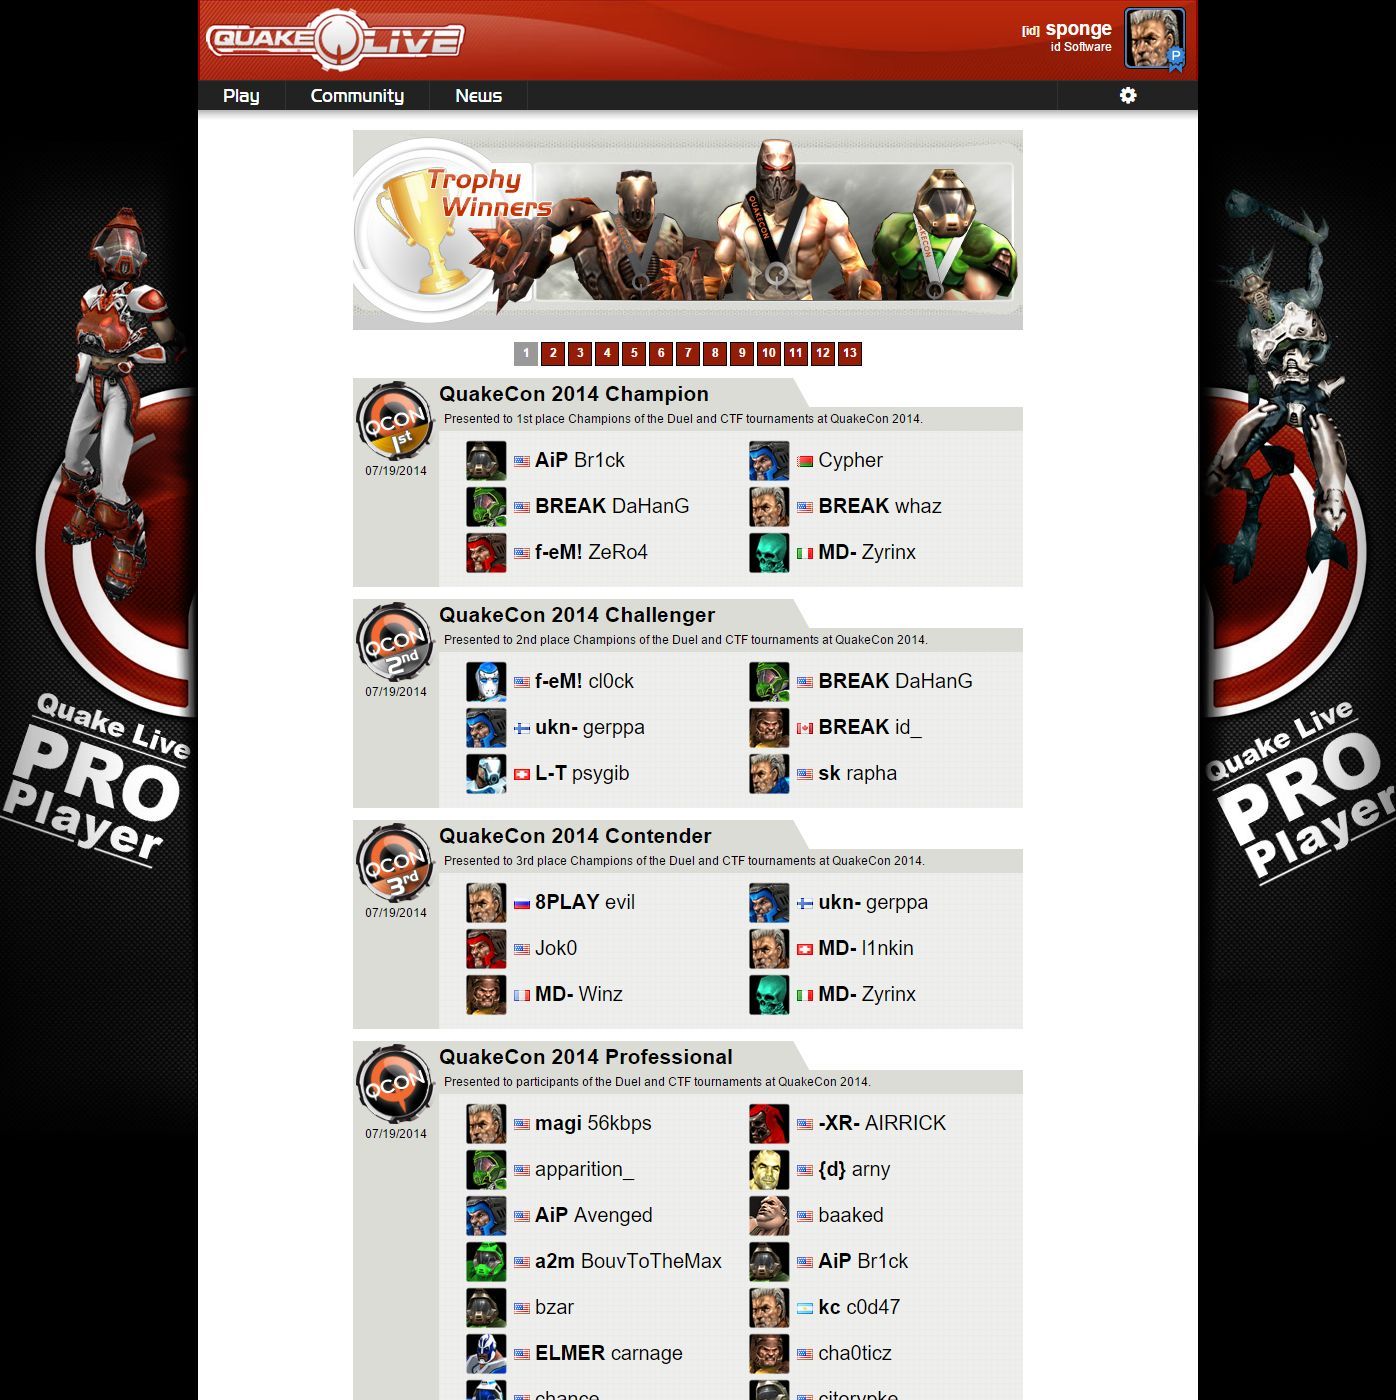 QUAKE LIVE
[id] sponge
id Software
P
Play Community News
Trophy
Winners
QUAKECON
1 2 3 4 5 6 7 8 9 10 11 12 13
QCON
1st
07/19/2014
QuakeCon 2014 Champion
Presented to 1st place Champions of the Duel and CTF tournaments at QuakeCon 2014.
AiP Br1ck
Cypher
BREAK DaHanG
BREAK whaz
f-eM! ZeRo4
MD- Zyrinx
QCON
2nd
07/19/2014
QuakeCon 2014 Challenger
Presented to 2nd place Champions of the Duel and CTF tournaments at QuakeCon 2014.
f-eM! cl0ck
BREAK DaHanG
ukn- gerppa
BREAK id_
L-T psygib
sk rapha
QCON
3rd
07/19/2014
QuakeCon 2014 Contender
Presented to 3rd place Champions of the Duel and CTF tournaments at QuakeCon 2014.
8PLAY evil
ukn- gerppa
Jok0
MD- l1nkin
MD- Winz
MD- Zyrinx
QCON
07/19/2014
QuakeCon 2014 Professional
Presented to participants of the Duel and CTF tournaments at QuakeCon 2014.
magi 56kbps
-XR- AIRRICK
apparition_
{d} arny
AiP Avenged
baaked
a2m BouvToTheMax
AiP Br1ck
bzar
kc c0d47
ELMER carnage
cha0ticz
chance
Quake Live
PRO
Player
Quake Live
PRO
Player